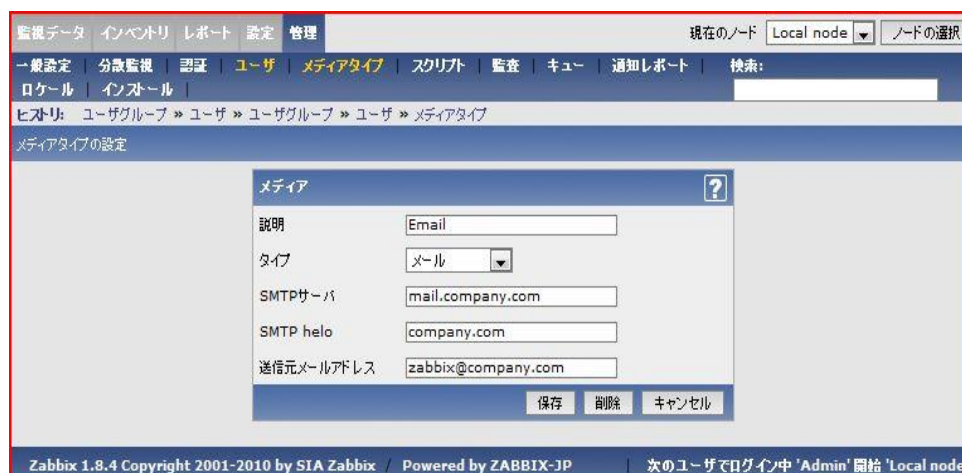 監視データ インベントリ レポート 設定 管理 現在のノード Local node ノードの選択
一般設定 | 分散監視 | 認証 | ユーザ | メディアタイプ | スクリプト | 監査 | キュー | 通知レポート | 検索:
ロケール | インストール |
ヒストリ: ユーザグループ » ユーザ » ユーザグループ » ユーザ » メディアタイプ
メディアタイプの設定
メディア ?
説明 Email
タイプ メール
SMTPサーバ mail.company.com
SMTP helo company.com
送信元メールアドレス zabbix@company.com
保存 削除 キャンセル
Zabbix 1.8.4 Copyright 2001-2010 by SIA Zabbix / Powered by ZABBIX-JP | 次のユーザでログイン中 'Admin' 開始 'Local node